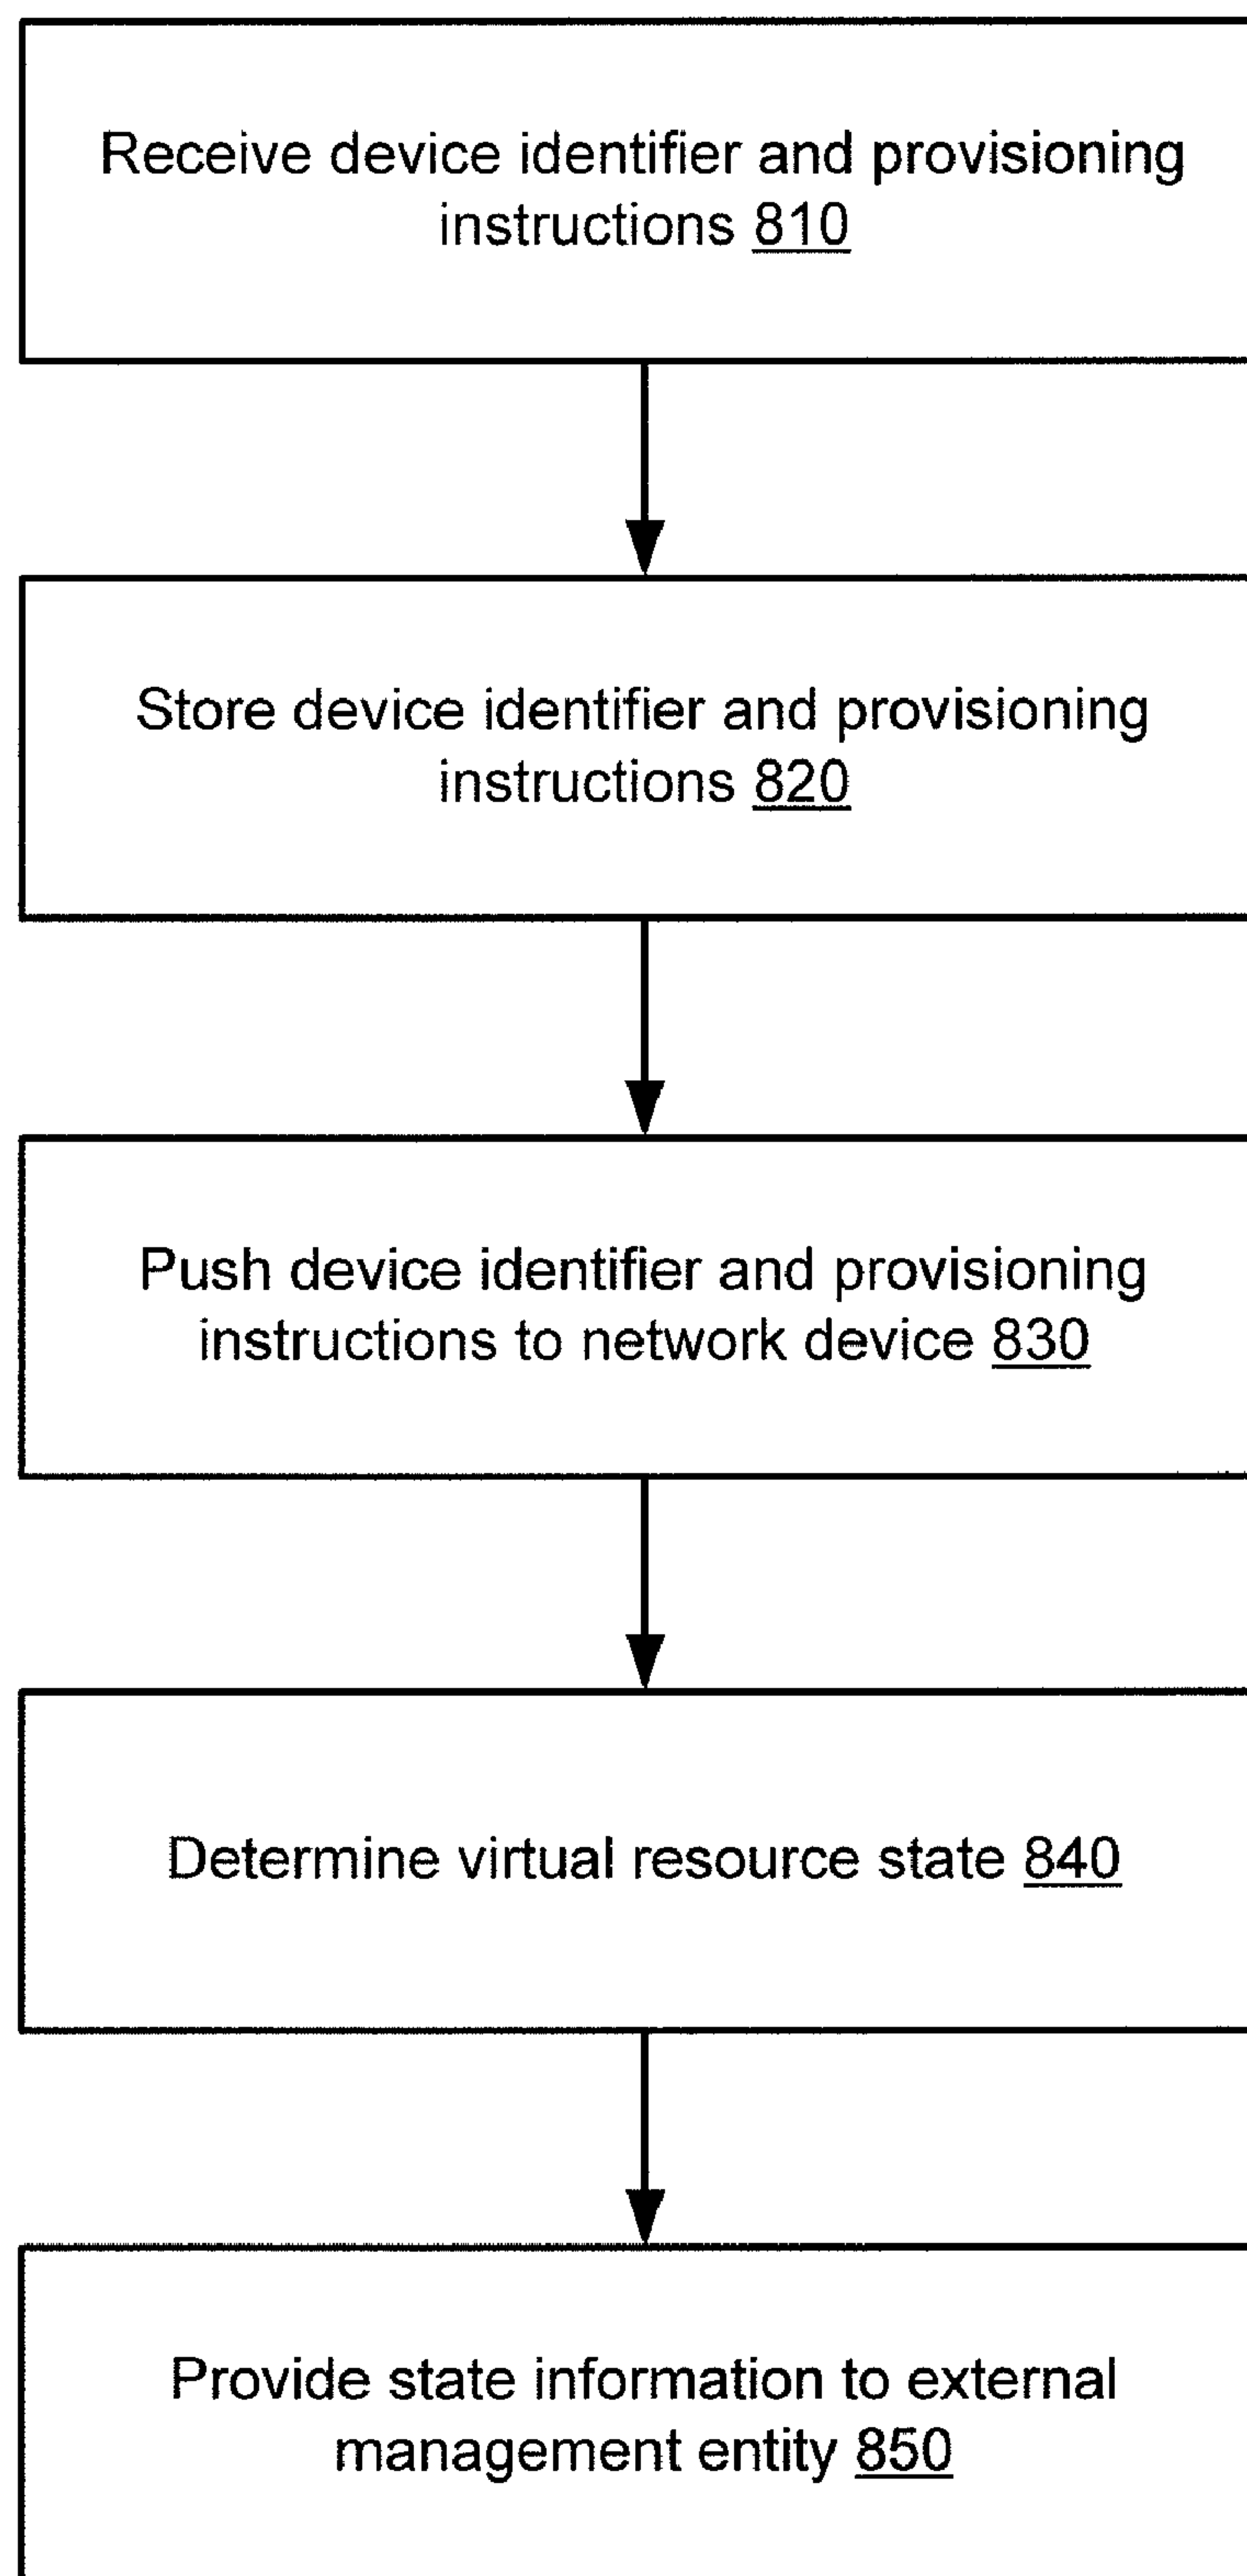 Receive device identifier and provisioning
instructions 810
Store device identifier and provisioning
instructions 820
Push device identifier and provisioning
instructions to network device 830
Determine virtual resource state 840
Provide state information to external
management entity 850